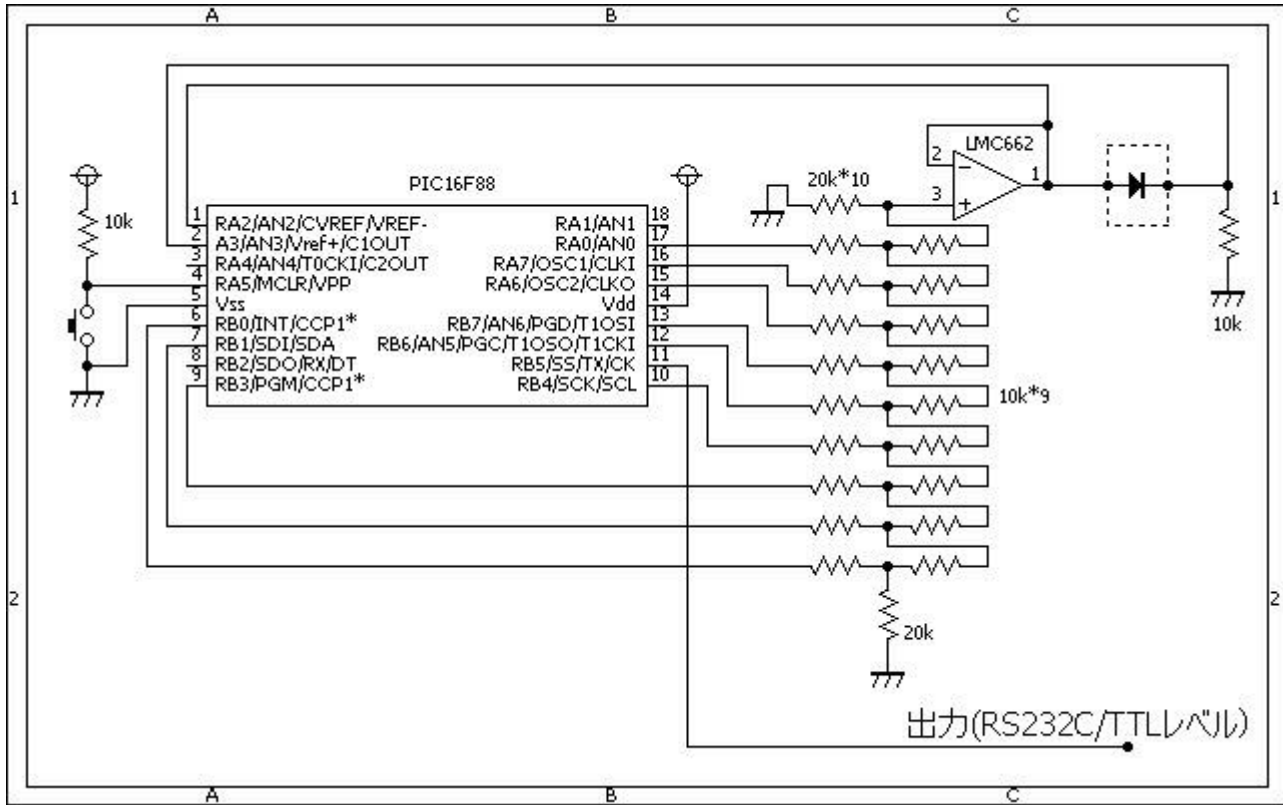 A B C
1 1
2 2
PIC16F88
10k
1 RA2/AN2/CVREF/VREF-
2 A3/AN3/Vref+/C1OUT
3 RA4/AN4/T0CKI/C2OUT
4 RA5/MCLR/VPP
5 Vss
6 RB0/INT/CCP1*
7 RB1/SDI/SDA
8 RB2/SDO/RX/DT
9 RB3/PGM/CCP1*
RA1/AN1 18
RA0/AN0 17
RA7/OSC1/CLKI 16
RA6/OSC2/CLKO 15
Vdd 14
RB7/AN6/PGD/T1OSI 13
RB6/AN5/PGC/T1OSO/T1CKI 12
RB5/SS/TX/CK 11
RB4/SCK/SCL 10
LMC662
2 -
3 +
1
20k*10
10k*9
10k
20k
出力(RS232C/TTLレベル)
A B C